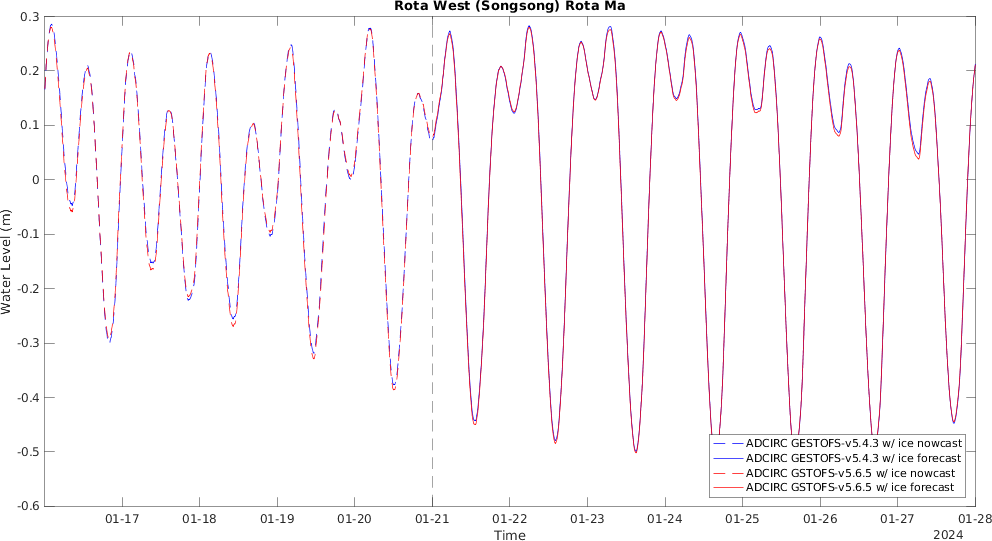 Rota West (Songsong) Rota Ma
0.3
0.2
0.1
0
-0.1
-0.2
-0.3
-0.4
-0.5
-0.6
Water Level (m)
ADCIRC GESTOFS-v5.4.3 w/ ice nowcast
ADCIRC GESTOFS-v5.4.3 w/ ice forecast
ADCIRC GSTOFS-v5.6.5 w/ ice nowcast
ADCIRC GSTOFS-v5.6.5 w/ ice forecast
01-17 01-18 01-19 01-20 01-21 01-22 01-23 01-24 01-25 01-26 01-27 01-28
Time
2024